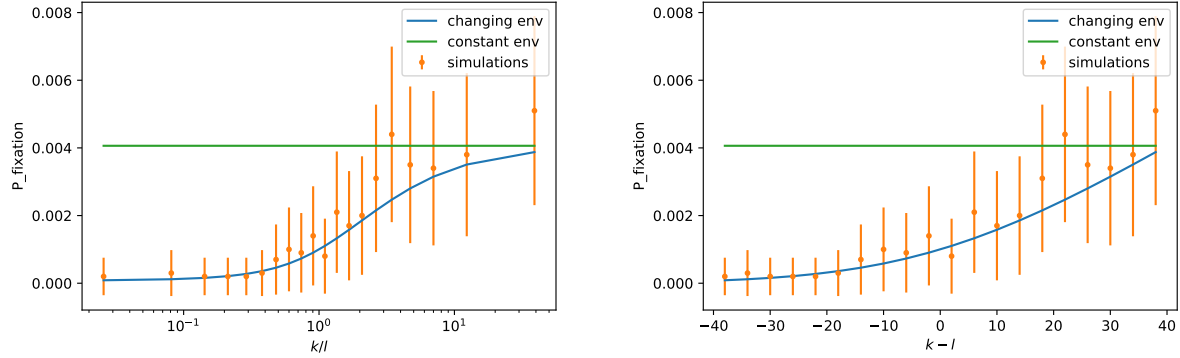 0.008
0.006
0.004
0.002
0.000
P_fixation
changing env
constant env
simulations
10⁻¹
10⁰
10¹
k/l
0.008
0.006
0.004
0.002
0.000
P_fixation
changing env
constant env
simulations
−40
−30
−20
−10
0
10
20
30
40
k − l